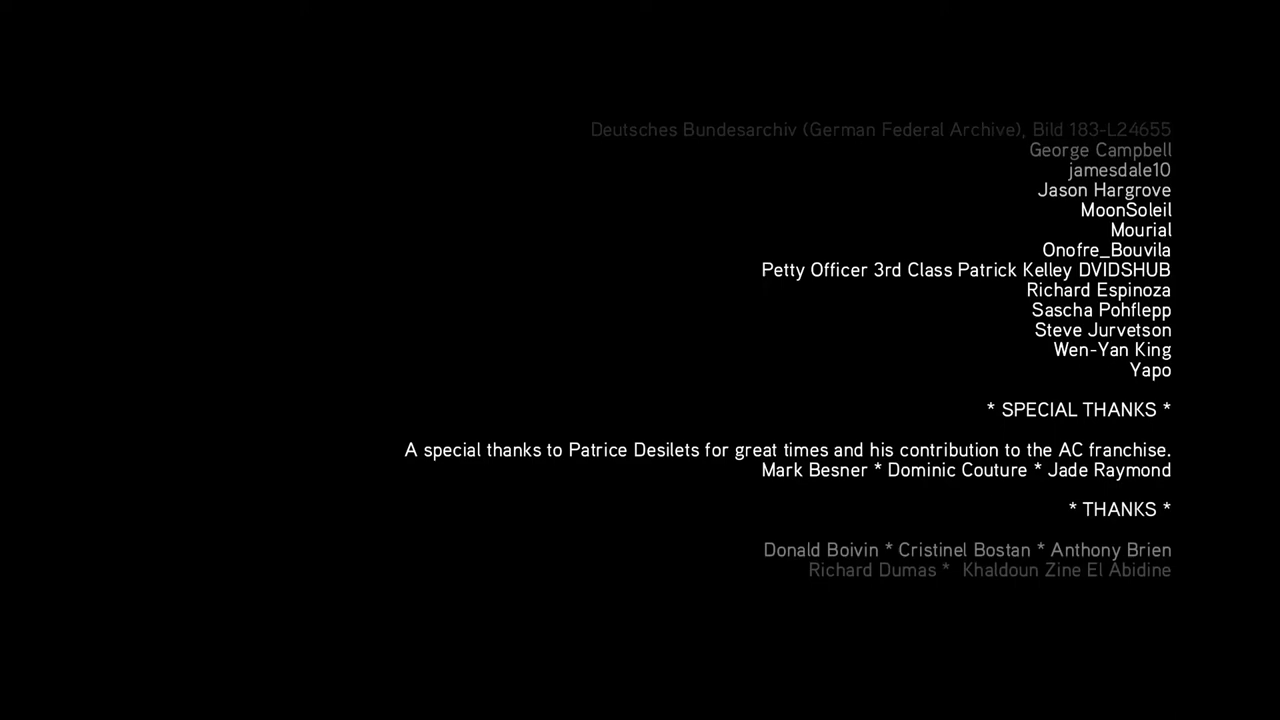 Deutsches Bundesarchiv (German Federal Archive), Bild 183-L24655
George Campbell
jamesdale10
Jason Hargrove
MoonSoleil
Mourial
Onofre_Bouvila
Petty Officer 3rd Class Patrick Kelley DVIDSHUB
Richard Espinoza
Sascha Pohflepp
Steve Jurvetson
Wen-Yan King
Yapo
* SPECIAL THANKS *
A special thanks to Patrice Desilets for great times and his contribution to the AC franchise.
Mark Besner * Dominic Couture * Jade Raymond
* THANKS *
Donald Boivin * Cristinel Bostan * Anthony Brien
Richard Dumas *  Khaldoun Zine El Abidine